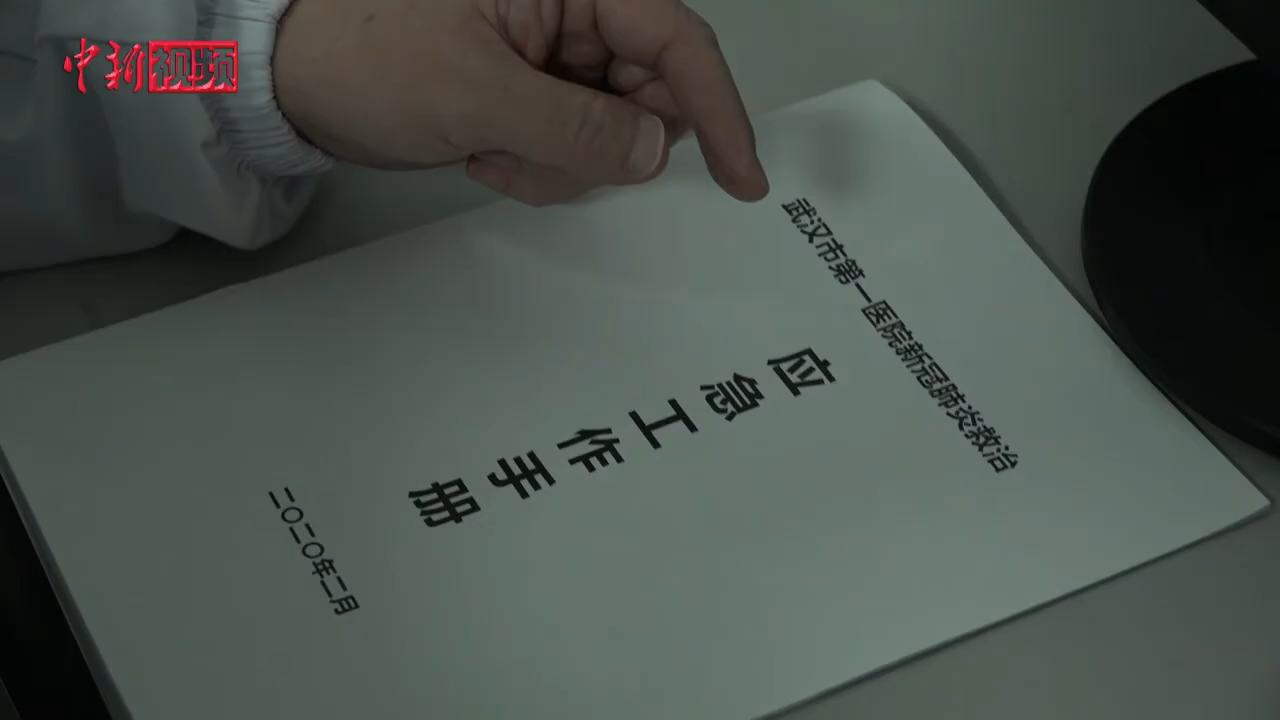 中新视频
武汉市第一医院新冠肺炎救治
应急工作手册
二〇二〇年二月